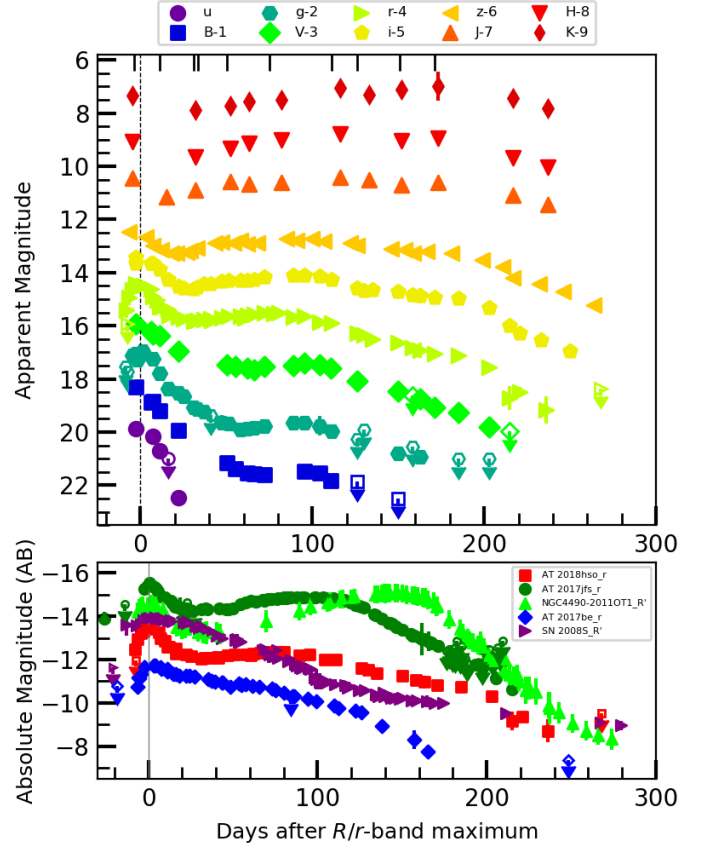 u g-2 r-4 z-6 H-8
B-1 V-3 i-5 J-7 K-9
6
8
10
12
14
16
18
20
22
Apparent Magnitude
0 100 200 300
−16
−14
−12
−10
−8
Absolute Magnitude (AB)
AT 2018hso_r
AT 2017jfs_r
NGC4490-2011OT1_R'
AT 2017be_r
SN 2008S_R'
0 100 200 300
Days after R/r-band maximum